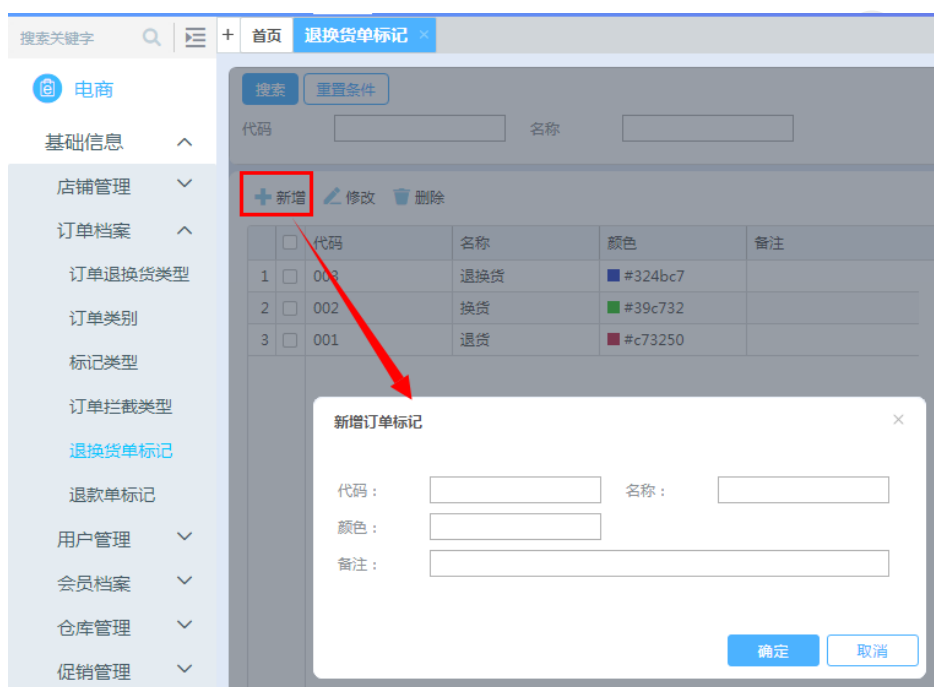 搜索关键字
+ 首页 退换货单标记 ×
电商
基础信息
店铺管理
订单档案
订单退换货类型
订单类别
标记类型
订单拦截类型
退换货单标记
退款单标记
用户管理
会员档案
仓库管理
促销管理
搜索 重置条件
代码 名称
新增 修改 删除
代码 名称 颜色 备注
1 003 退换货 #324bc7
2 002 换货 #39c732
3 001 退货 #c73250
新增订单标记 ×
代码： 名称：
颜色：
备注：
确定 取消